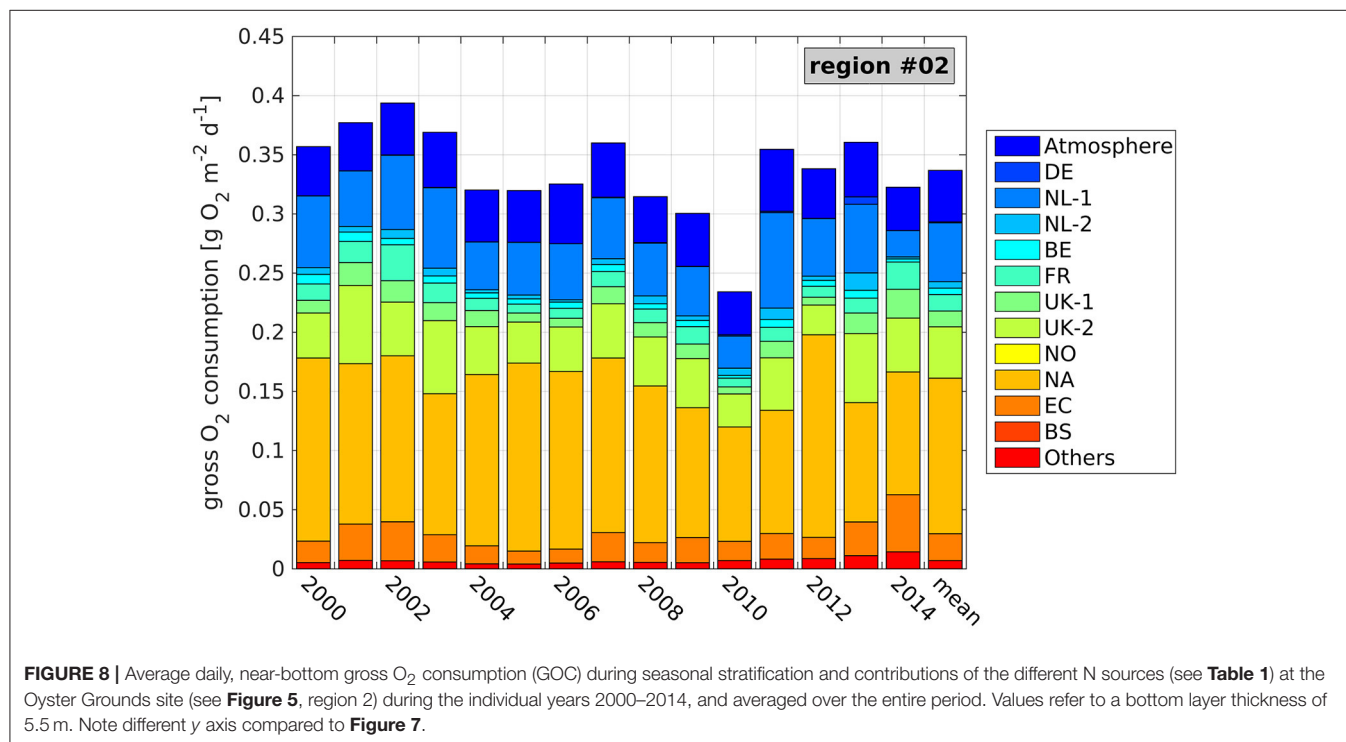 region #02
gross O₂ consumption [g O₂ m⁻² d⁻¹]
0.45
0.4
0.35
0.3
0.25
0.2
0.15
0.1
0.05
0
2000
2002
2004
2006
2008
2010
2012
2014
mean
Atmosphere
DE
NL-1
NL-2
BE
FR
UK-1
UK-2
NO
NA
EC
BS
Others
FIGURE 8 | Average daily, near-bottom gross O₂ consumption (GOC) during seasonal stratification and contributions of the different N sources (see Table 1) at the
Oyster Grounds site (see Figure 5, region 2) during the individual years 2000–2014, and averaged over the entire period. Values refer to a bottom layer thickness of
5.5 m. Note different y axis compared to Figure 7.